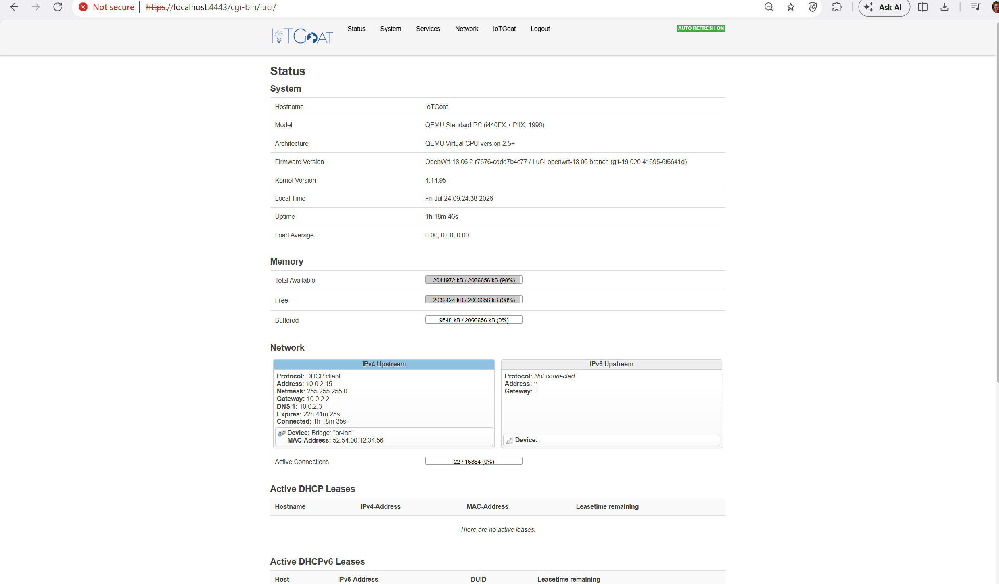 Not secure https://localhost:4443/cgi-bin/luci/ Ask AI
IoTGoat Status System Services Network IoTGoat Logout AUTO REFRESH ON
Status
System
Hostname IoTGoat
Model QEMU Standard PC (i440FX + PIIX, 1996)
Architecture QEMU Virtual CPU version 2.5+
Firmware Version OpenWrt 18.06.2 r7676-cddd7b4c77 / LuCI openwrt-18.06 branch (git-19.020.41695-6f6641d)
Kernel Version 4.14.95
Local Time Fri Jul 24 09:24:38 2026
Uptime 1h 18m 46s
Load Average 0.00, 0.00, 0.00
Memory
Total Available 2041972 kB / 2066656 kB (98%)
Free 2032424 kB / 2066656 kB (98%)
Buffered 9548 kB / 2066656 kB (0%)
Network
IPv4 Upstream
Protocol: DHCP client
Address: 10.0.2.15
Netmask: 255.255.255.0
Gateway: 10.0.2.2
DNS 1: 10.0.2.3
Expires: 22h 41m 25s
Connected: 1h 18m 35s
Device: Bridge: "br-lan"
MAC-Address: 52:54:00:12:34:56
IPv6 Upstream
Protocol: Not connected
Address: ::
Gateway: ::
Device: -
Active Connections 22 / 16384 (0%)
Active DHCP Leases
Hostname IPv4-Address MAC-Address Leasetime remaining
There are no active leases.
Active DHCPv6 Leases
Host IPv6-Address DUID Leasetime remaining